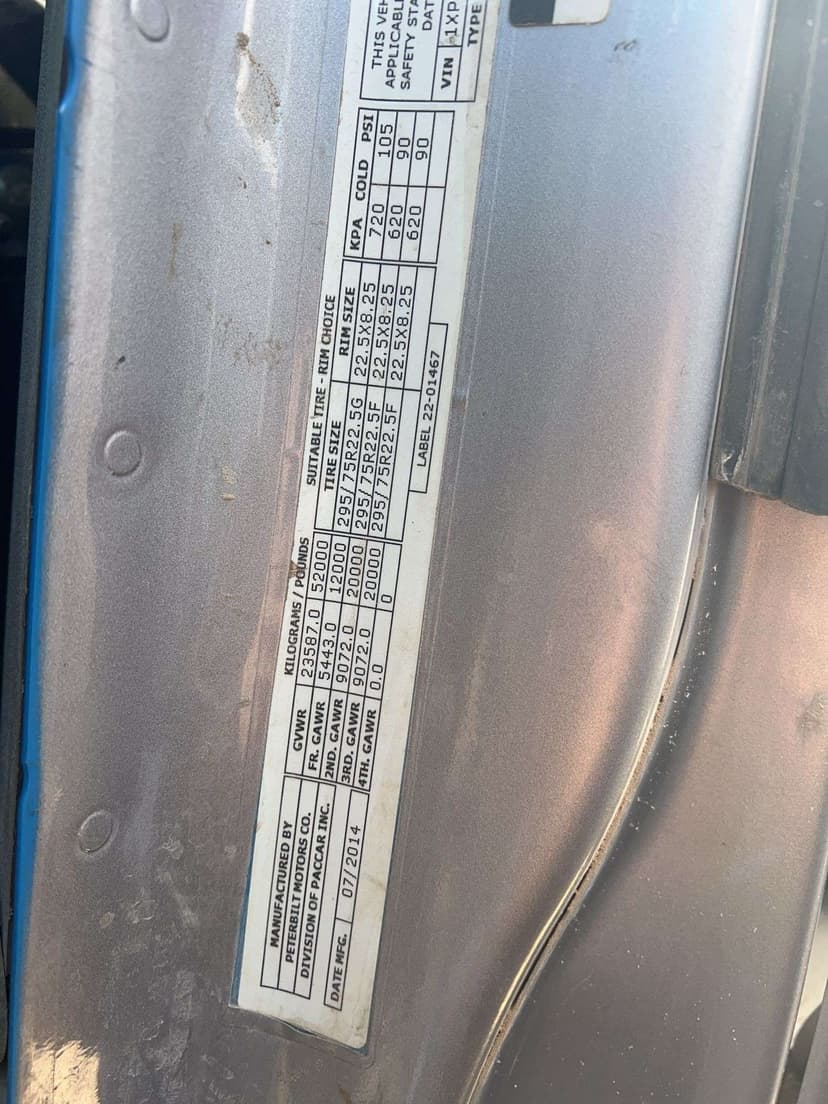 MANUFACTURED BY
PETERBILT MOTORS CO.
DIVISION OF PACCAR INC.
DATE MFG. 07/2014
KILOGRAMS / POUNDS
GVWR 23587.0 52000
FR. GAWR 5443.0 12000
2ND. GAWR 9072.0 20000
3RD. GAWR 9072.0 20000
4TH. GAWR 0.0 0
SUITABLE TIRE - RIM CHOICE
TIRE SIZE RIM SIZE KPA COLD PSI
295/75R22.5G 22.5X8.25 720 105
295/75R22.5F 22.5X8.25 620 90
295/75R22.5F 22.5X8.25 620 90
LABEL 22-01467
THIS VEH
APPLICABL
SAFETY STA
DAT
VIN 1XP
TYPE